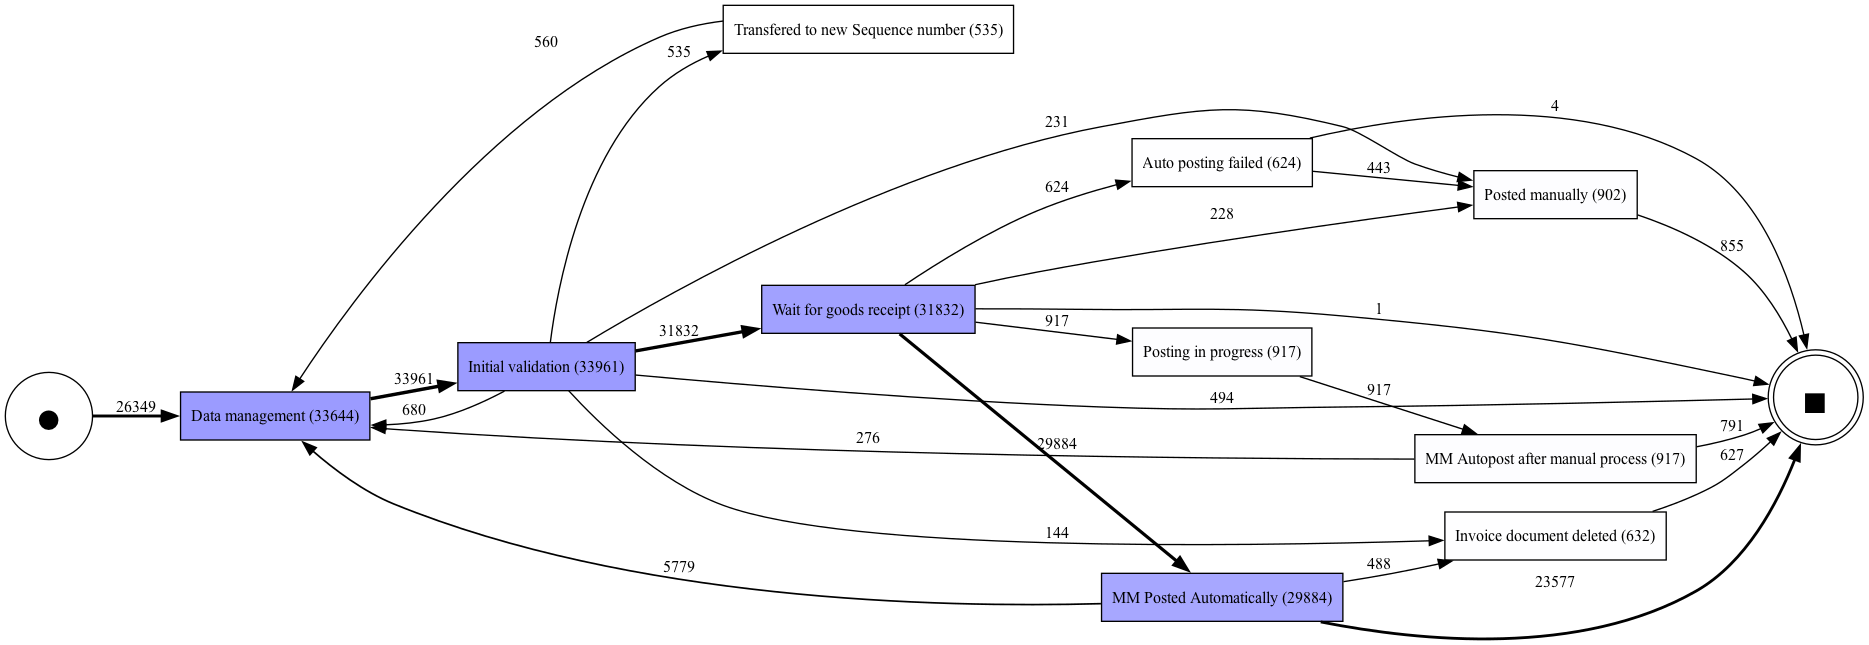 Transfered to new Sequence number (535)
560
535
4
231
Auto posting failed (624)
443
624
Posted manually (902)
228
855
Wait for goods receipt (31832)
1
917
31832
Posting in progress (917)
Initial validation (33961)
33961
917
494
26349
680
Data management (33644)
276
29884
791
MM Autopost after manual process (917)
627
144
Invoice document deleted (632)
488
5779
23577
MM Posted Automatically (29884)